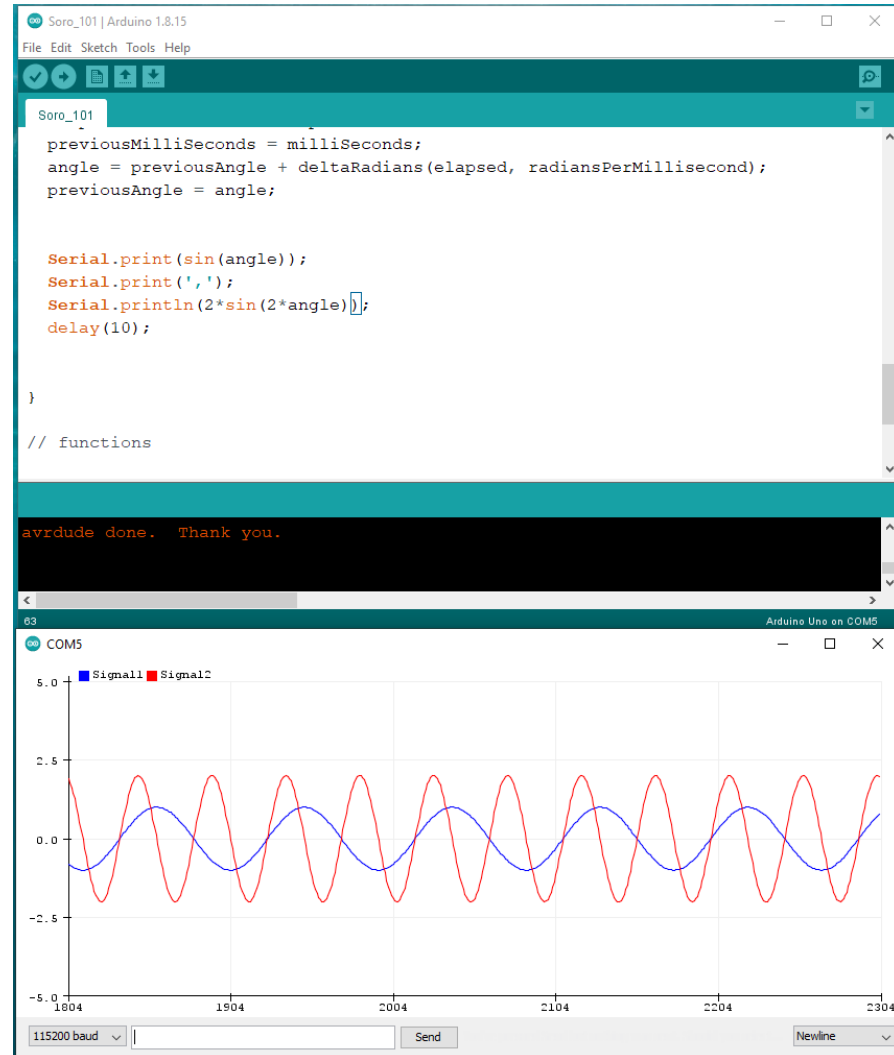 Soro_101 | Arduino 1.8.15
File Edit Sketch Tools Help
Soro_101
previousMilliSeconds = milliSeconds;
angle = previousAngle + deltaRadians(elapsed, radiansPerMillisecond);
previousAngle = angle;
Serial.print(sin(angle));
Serial.print(',');
Serial.println(2*sin(2*angle));
delay(10);
}
// functions
avrdude done.  Thank you.
63 Arduino Uno on COM5
COM5
Signal1 Signal2
5.0
2.5
0.0
-2.5
-5.0
1804 1904 2004 2104 2204 2304
115200 baud Send Newline